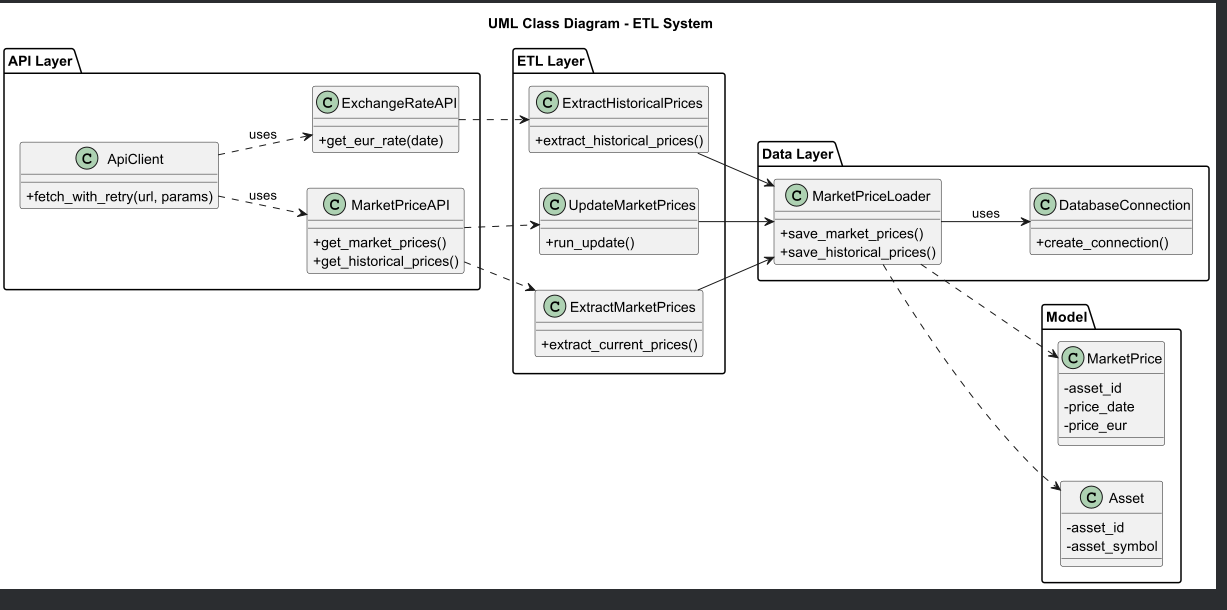 UML Class Diagram - ETL System
API Layer
C ApiClient
+fetch_with_retry(url, params)
uses
uses
C ExchangeRateAPI
+get_eur_rate(date)
C MarketPriceAPI
+get_market_prices()
+get_historical_prices()
ETL Layer
C ExtractHistoricalPrices
+extract_historical_prices()
C UpdateMarketPrices
+run_update()
C ExtractMarketPrices
+extract_current_prices()
Data Layer
C MarketPriceLoader
+save_market_prices()
+save_historical_prices()
uses
C DatabaseConnection
+create_connection()
Model
C MarketPrice
-asset_id
-price_date
-price_eur
C Asset
-asset_id
-asset_symbol